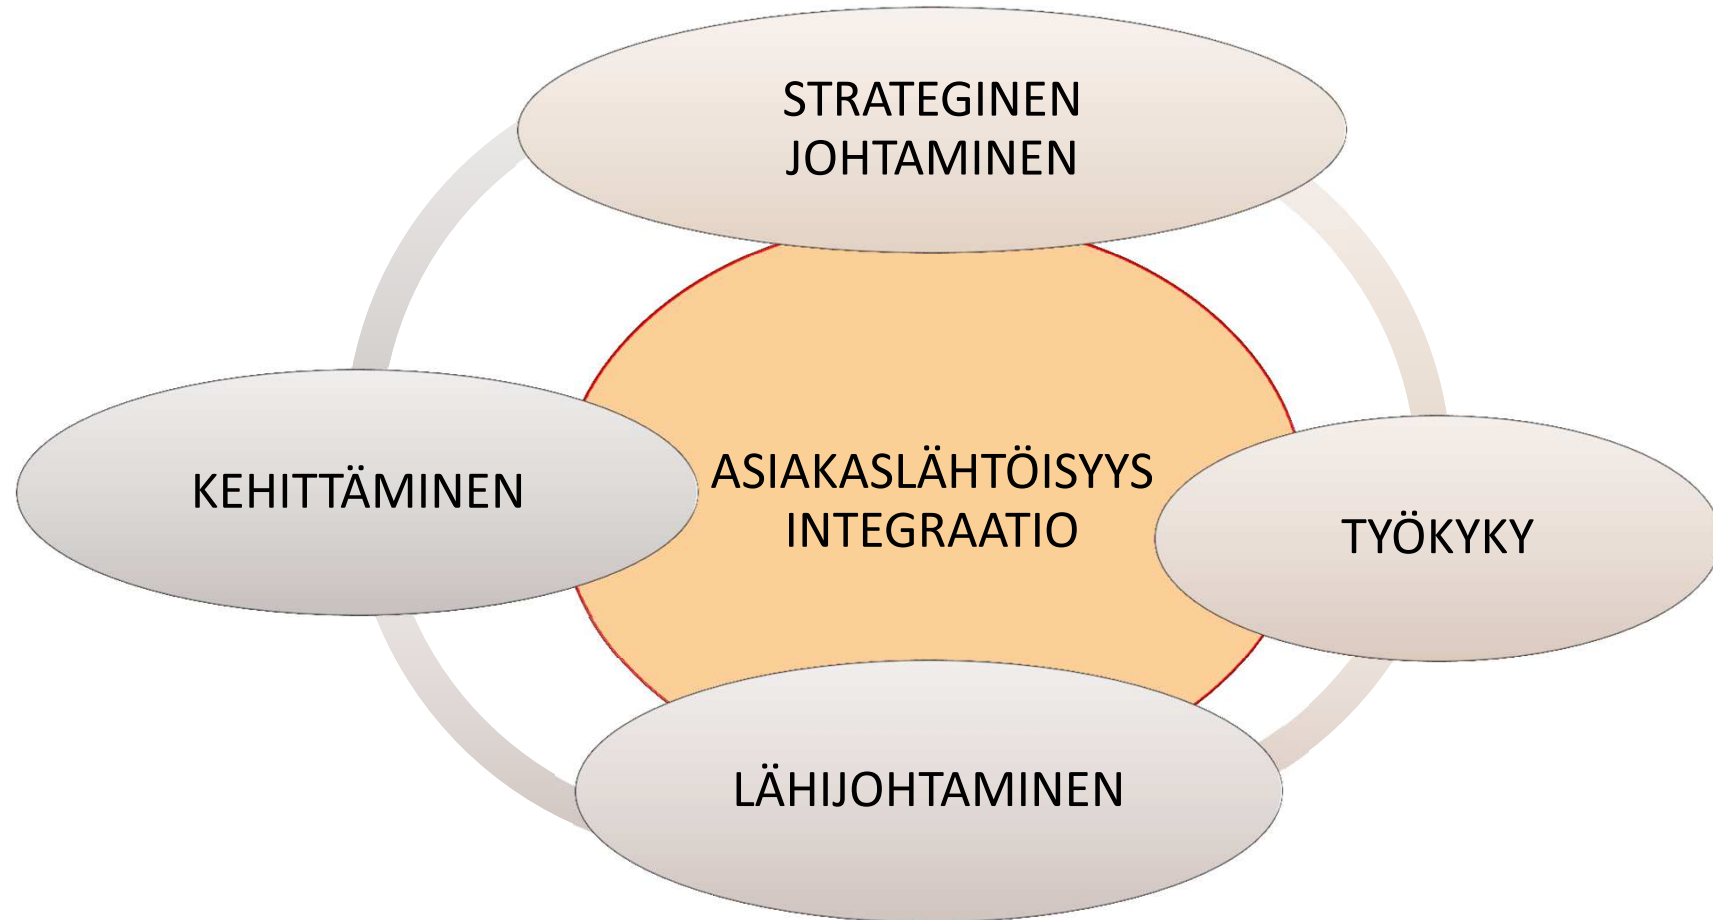 STRATEGINEN
JOHTAMINEN
KEHITTÄMINEN
ASIAKASLÄHTÖISYYS
INTEGRAATIO
TYÖKYKY
LÄHIJOHTAMINEN